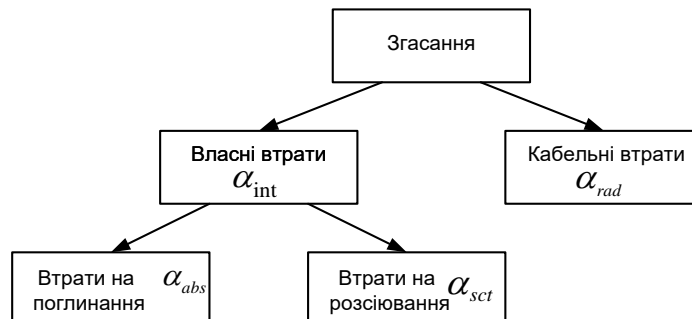 Згасання
Власні втрати
α_int
Кабельні втрати
α_rad
Втрати на
поглинання
α_abs
Втрати на
розсіювання
α_sct